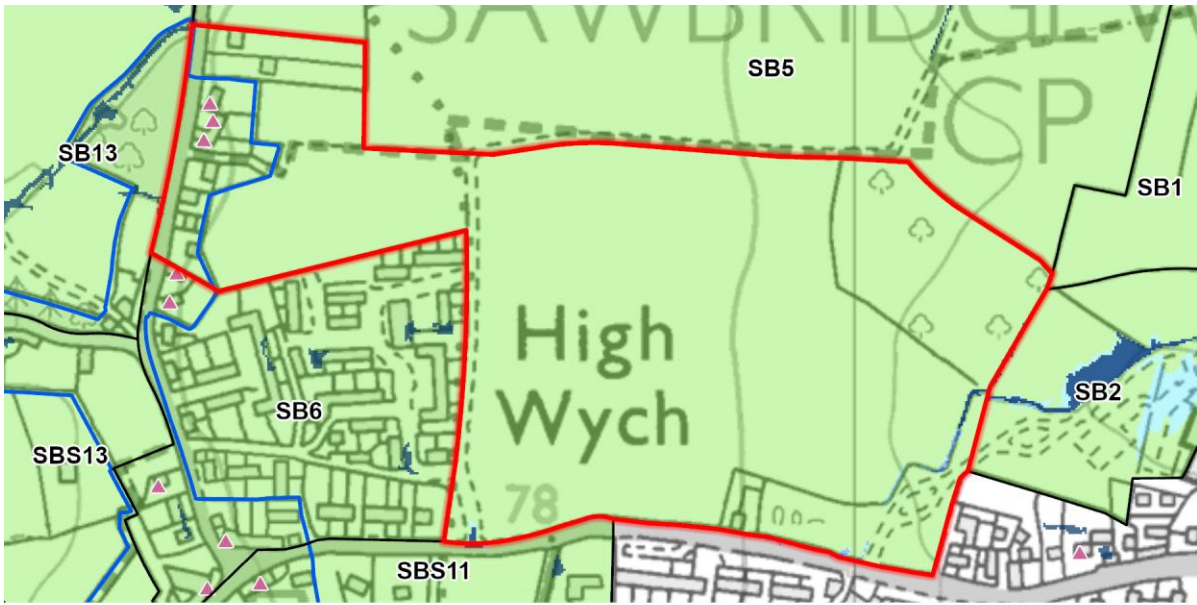 SAWBRIDGEW
SB5
CP
SB13
SB1
High
Wych
SB2
SB6
SBS13
78
SBS11